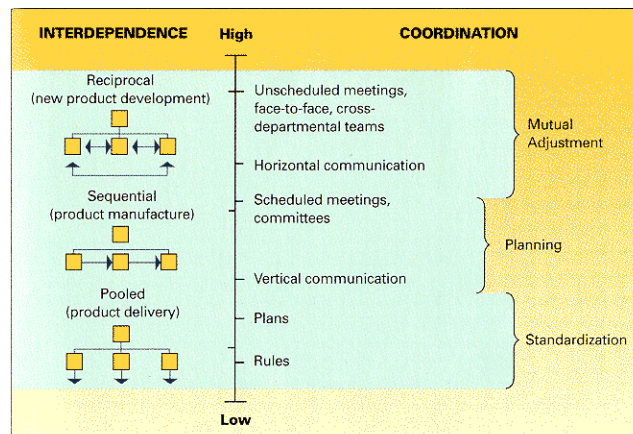 INTERDEPENDENCE
High
COORDINATION
Reciprocal
(new product development)
Unscheduled meetings,
face-to-face, cross-
departmental teams
Mutual
Adjustment
Horizontal communication
Sequential
(product manufacture)
Scheduled meetings,
committees
Planning
Vertical communication
Pooled
(product delivery)
Plans
Standardization
Rules
Low